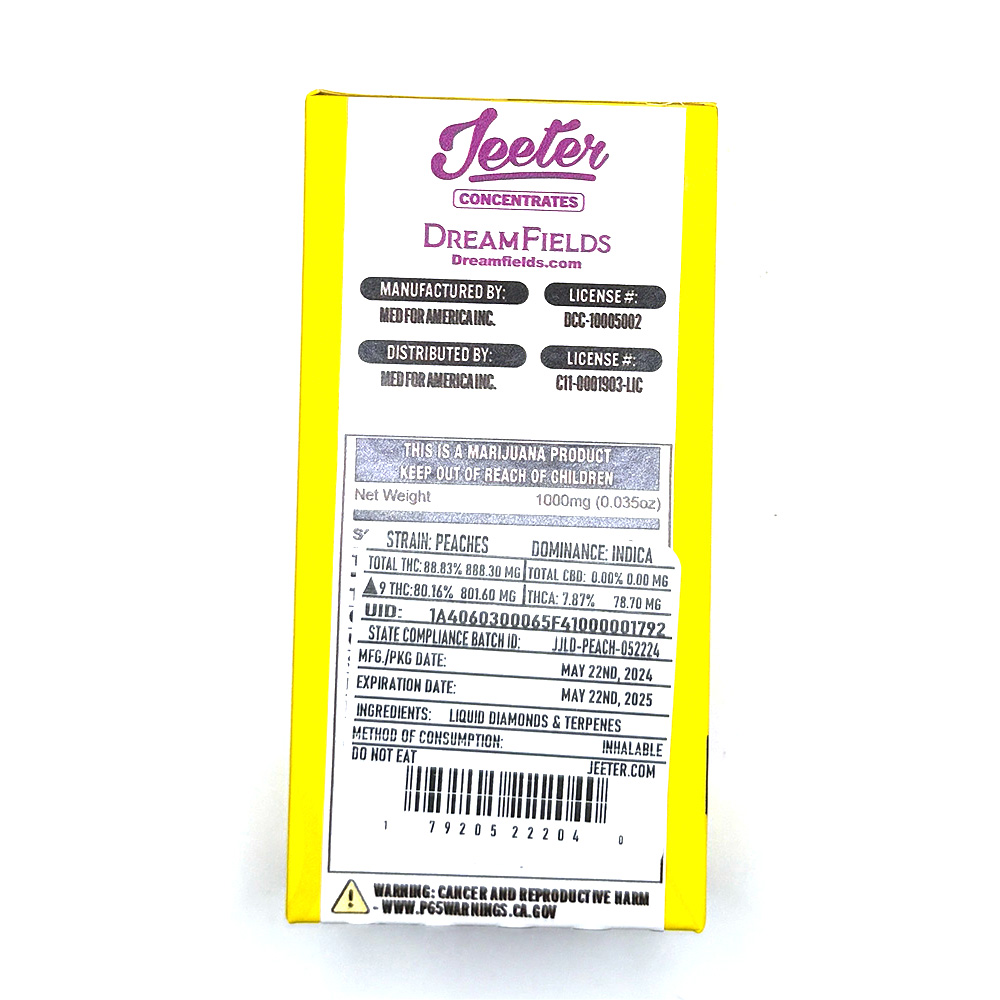 Jeeter
CONCENTRATES
DREAMFIELDS
Dreamfields.com
MANUFACTURED BY: LICENSE #:
MED FOR AMERICA INC. DCC-10005002
DISTRIBUTED BY: LICENSE #:
MED FOR AMERICA INC. C11-0001903-LIC
THIS IS A MARIJUANA PRODUCT
KEEP OUT OF REACH OF CHILDREN
Net Weight 1000mg (0.035oz)
STRAIN: PEACHES DOMINANCE: INDICA
TOTAL THC: 88.83% 888.30 MG TOTAL CBD: 0.00% 0.00 MG
▲9 THC:80.16% 801.60 MG THCA: 7.87% 78.70 MG
UID: 1A4060300065F41000001792
STATE COMPLIANCE BATCH ID: JJLD-PEACH-052224
MFG./PKG DATE: MAY 22ND, 2024
EXPIRATION DATE: MAY 22ND, 2025
INGREDIENTS: LIQUID DIAMONDS & TERPENES
METHOD OF CONSUMPTION: INHALABLE
DO NOT EAT JEETER.COM
1 79205 22204 0
WARNING: CANCER AND REPRODUCTIVE HARM
- WWW.P65WARNINGS.CA.GOV